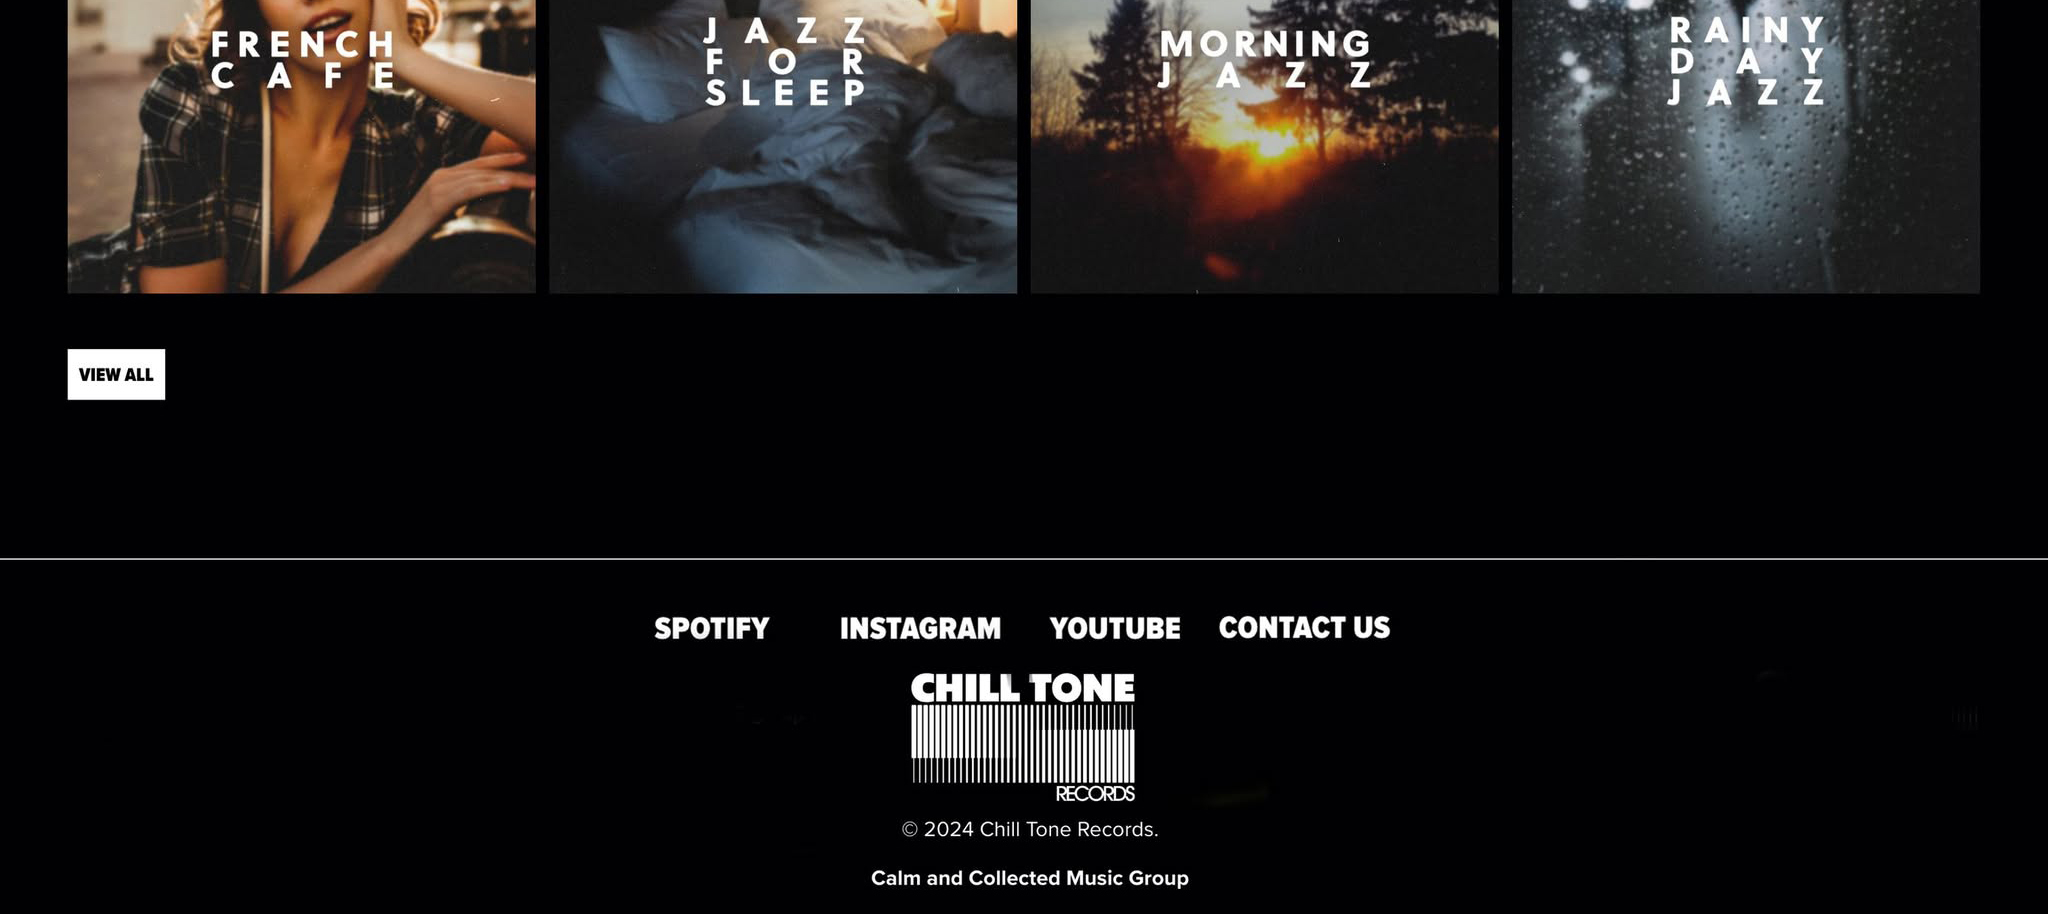 FRENCH
CAFE
JAZZ
FOR
SLEEP
MORNING
JAZZ
RAINY
DAY
JAZZ
VIEW ALL
SPOTIFY
INSTAGRAM
YOUTUBE
CONTACT US
CHILL TONE
RECORDS
© 2024 Chill Tone Records.
Calm and Collected Music Group